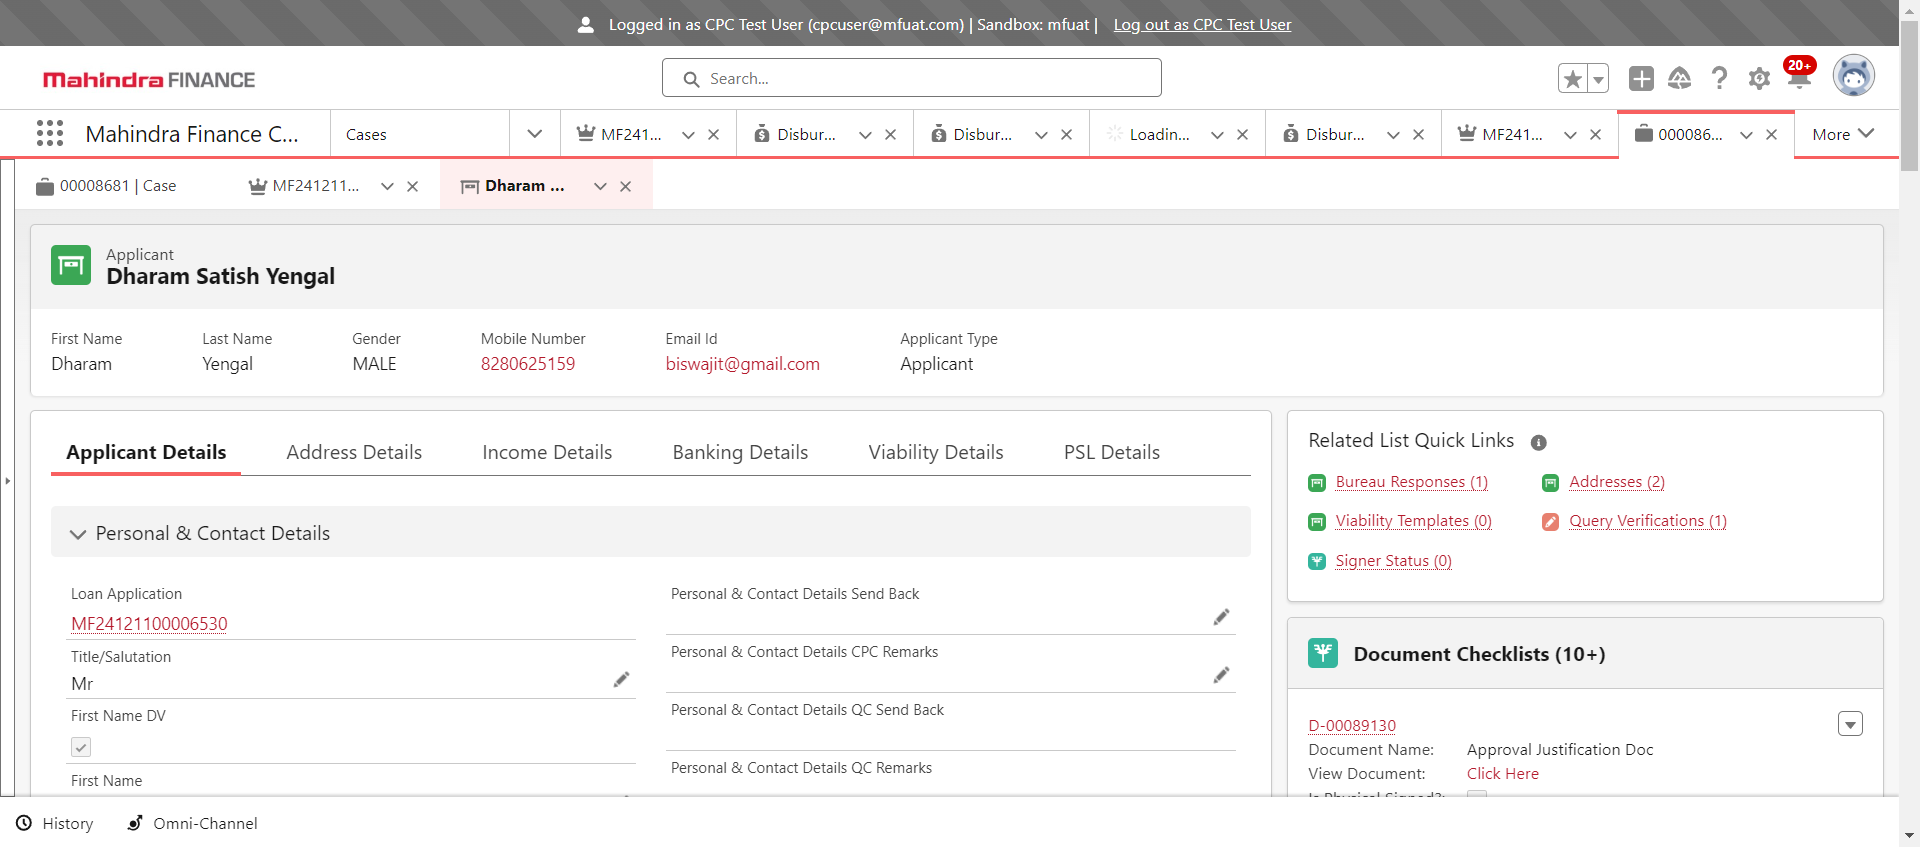 Logged in as CPC Test User (cpcuser@mfuat.com) | Sandbox: mfuat | Log out as CPC Test User
Mahindra FINANCE
Search...
20+
Mahindra Finance C...
Cases
MF241...
Disbur...
Disbur...
Loadin...
Disbur...
MF241...
000086...
More
00008681 | Case
MF241211...
Dharam ...
Applicant
Dharam Satish Yengal
First Name
Last Name
Gender
Mobile Number
Email Id
Applicant Type
Dharam
Yengal
MALE
8280625159
biswajit@gmail.com
Applicant
Applicant Details
Address Details
Income Details
Banking Details
Viability Details
PSL Details
Personal & Contact Details
Loan Application
MF24121100006530
Title/Salutation
Mr
First Name DV
First Name
Personal & Contact Details Send Back
Personal & Contact Details CPC Remarks
Personal & Contact Details QC Send Back
Personal & Contact Details QC Remarks
Related List Quick Links
Bureau Responses (1)
Addresses (2)
Viability Templates (0)
Query Verifications (1)
Signer Status (0)
Document Checklists (10+)
D-00089130
Document Name: Approval Justification Doc
View Document: Click Here
Is Physical Signed?:
History
Omni-Channel